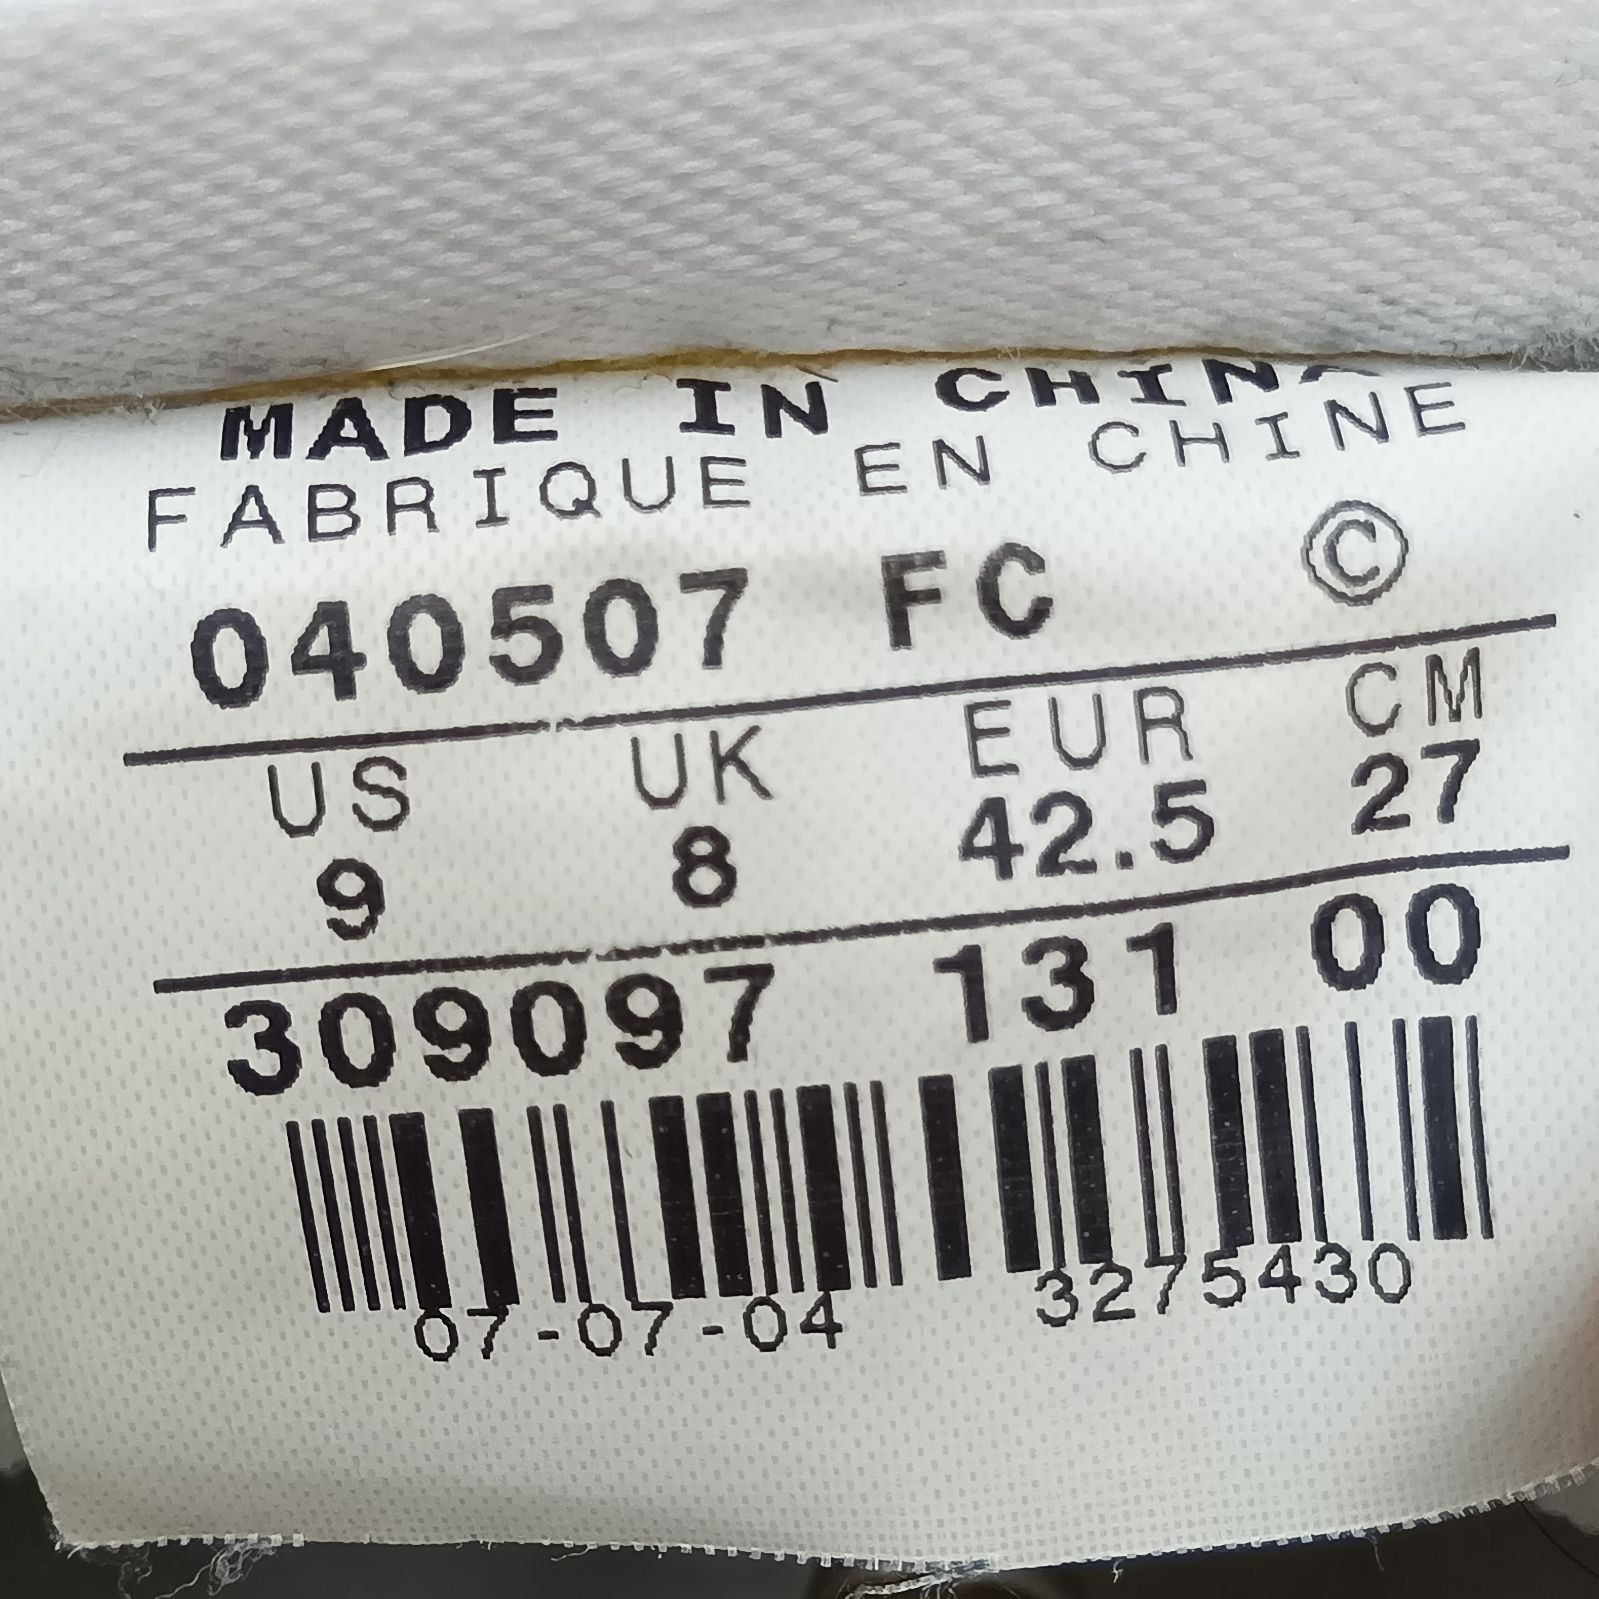 MADE IN CHINA
FABRIQUE EN CHINE
040507 FC ©
US UK EUR CM
9 8 42.5 27
309097 131 00
07-07-04 3275430